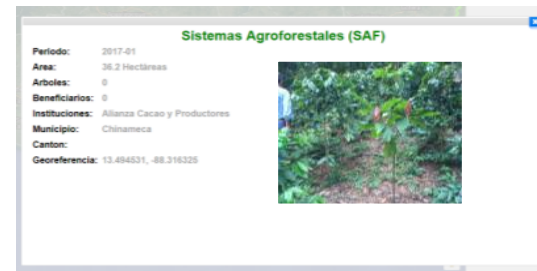 Sistemas Agroforestales (SAF)
Periodo: 2017-01
Area: 36.2 Hectáreas
Arboles: 0
Beneficiarios: 0
Instituciones: Alianza Cacao y Productores
Municipio: Chinameca
Canton:
Georeferencia: 13.494531, -88.316325